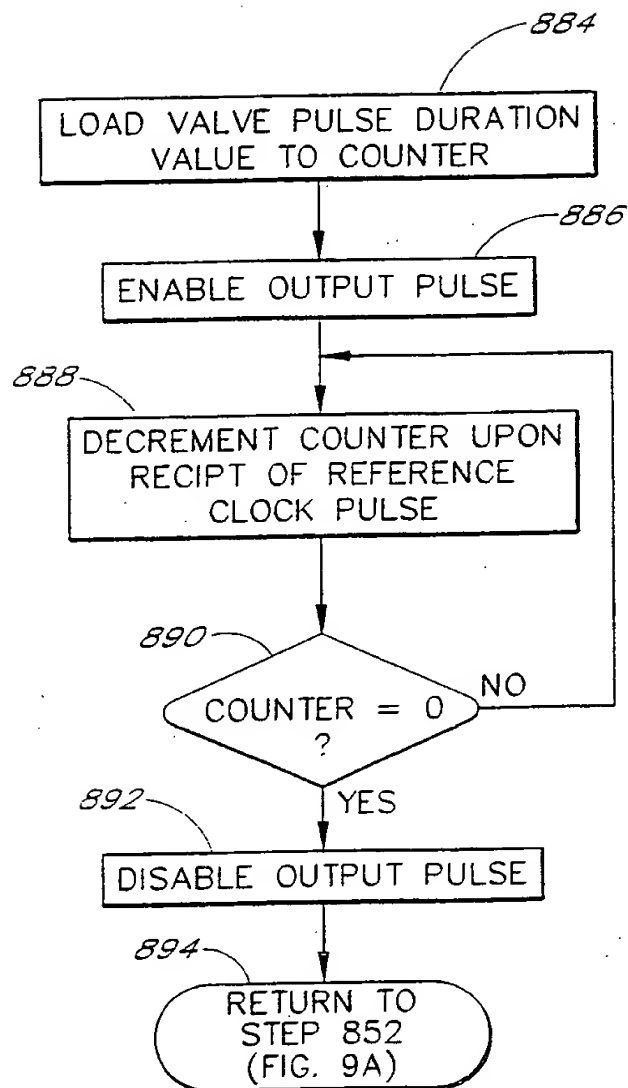 884
LOAD VALVE PULSE DURATION
VALUE TO COUNTER
886
ENABLE OUTPUT PULSE
888
DECREMENT COUNTER UPON
RECIPT OF REFERENCE
CLOCK PULSE
890
COUNTER = 0
?
NO
YES
892
DISABLE OUTPUT PULSE
894
RETURN TO
STEP 852
(FIG. 9A)